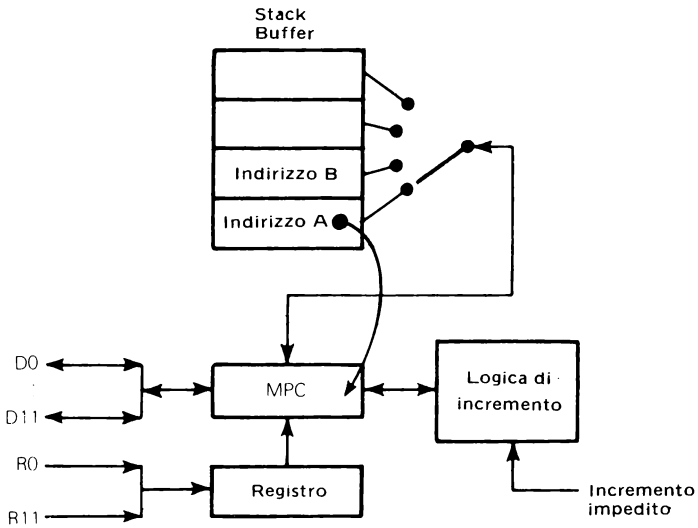 Stack
Buffer
Indirizzo B
Indirizzo A
D0
D11
MPC
Logica di
incremento
R0
R11
Registro
Incremento
impedito